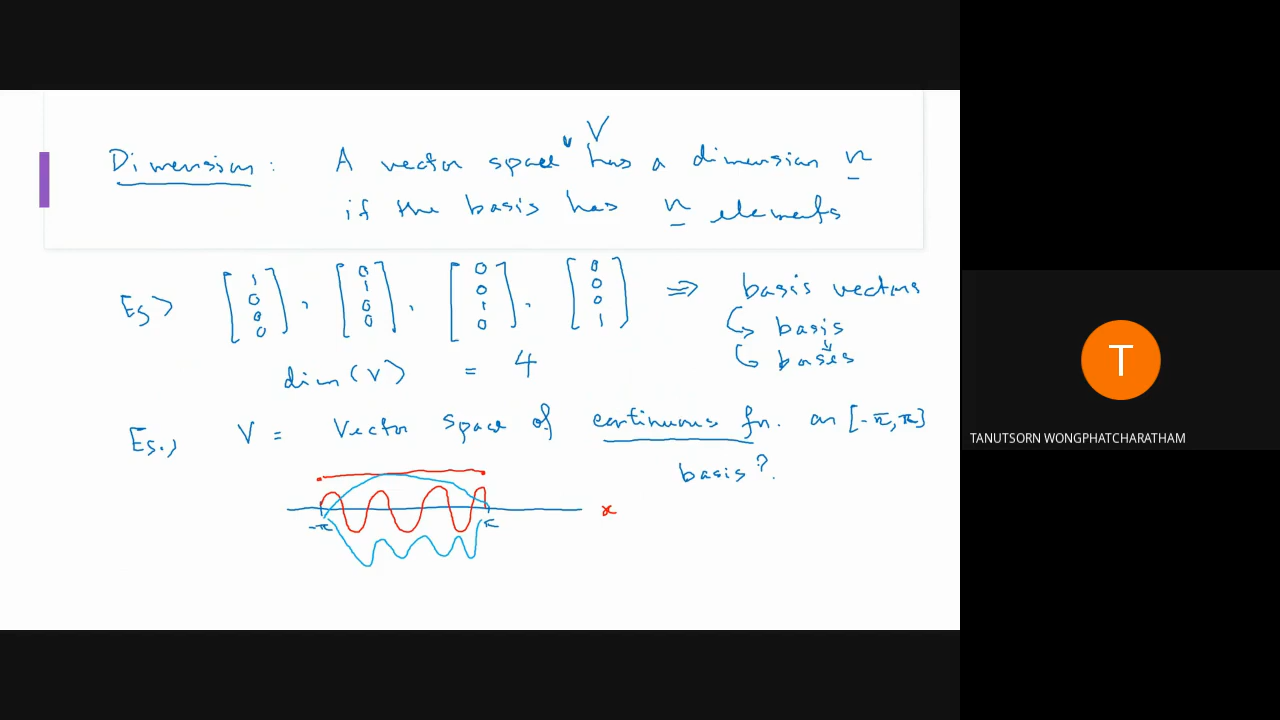 Dimension: A vector space V has a dimension n
if the basis has n elements
Eg> [1 0 0 0], [0 1 0 0], [0 0 1 0], [0 0 0 1] ⇒ basis vectors
↳ basis
↳ bases
dim(V) = 4
Eg.> V = Vector space of continuous fn. on [-π, π]
basis?
x
-π π
T
TANUTSORN WONGPHATCHARATHAM